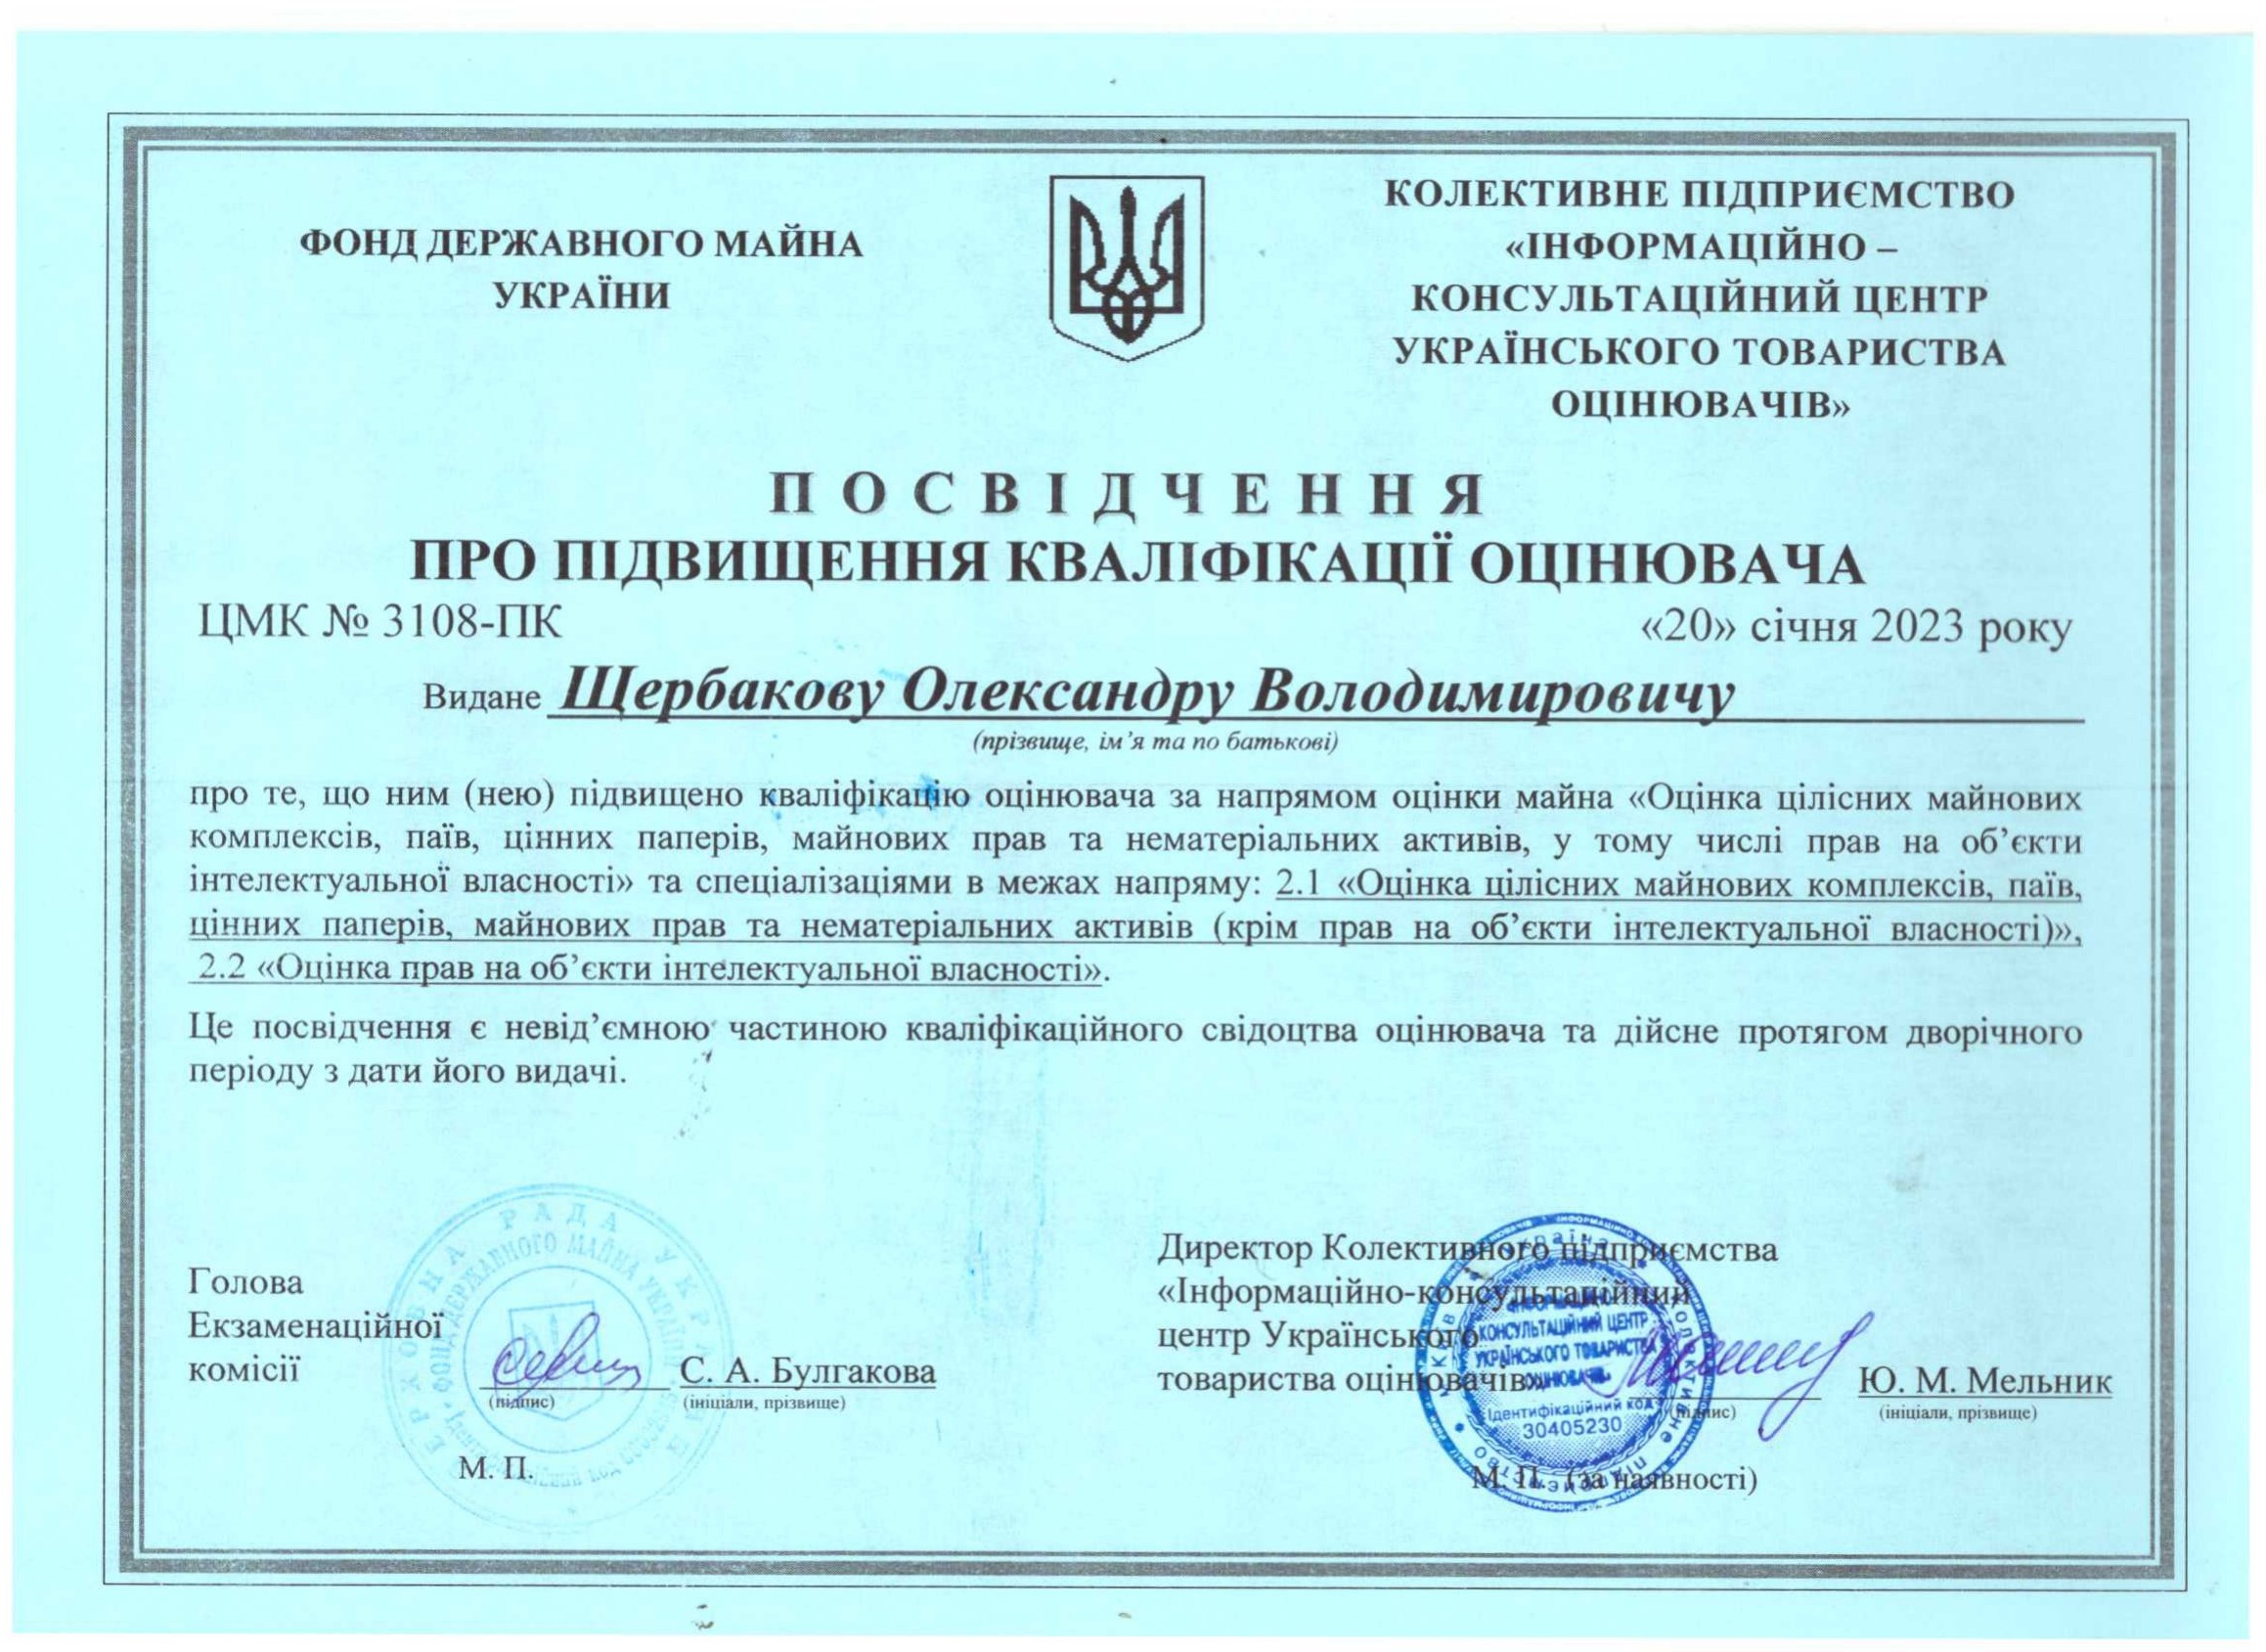 ФОНД ДЕРЖАВНОГО МАЙНА
УКРАЇНИ
КОЛЕКТИВНЕ ПІДПРИЄМСТВО
«ІНФОРМАЦІЙНО –
КОНСУЛЬТАЦІЙНИЙ ЦЕНТР
УКРАЇНСЬКОГО ТОВАРИСТВА
ОЦІНЮВАЧІВ»
ПОСВІДЧЕННЯ
ПРО ПІДВИЩЕННЯ КВАЛІФІКАЦІЇ ОЦІНЮВАЧА
ЦМК № 3108-ПК
«20» січня 2023 року
Видане Щербакову Олександру Володимировичу
(прізвище, ім’я та по батькові)
про те, що ним (нею) підвищено кваліфікацію оцінювача за напрямом оцінки майна «Оцінка цілісних майнових
комплексів, паїв, цінних паперів, майнових прав та нематеріальних активів, у тому числі прав на об’єкти
інтелектуальної власності» та спеціалізаціями в межах напряму: 2.1 «Оцінка цілісних майнових комплексів, паїв,
цінних паперів, майнових прав та нематеріальних активів (крім прав на об’єкти інтелектуальної власності)»,
2.2 «Оцінка прав на об’єкти інтелектуальної власності».
Це посвідчення є невід’ємною частиною кваліфікаційного свідоцтва оцінювача та дійсне протягом дворічного
періоду з дати його видачі.
Голова
Екзаменаційної
комісії
С. А. Булгакова
(підпис)
(ініціали, прізвище)
М. П.
РАДА УКРАЇ
ФОНД ДЕРЖАВНОГО МАЙНА УКРАЇНИ
Директор Колективного підприємства
«Інформаційно-консультаційний
центр Українського
товариства оцінювачів»
Ю. М. Мельник
(підпис)
(ініціали, прізвище)
М. П. (за наявності)
Україна
КОНСУЛЬТАЦІЙНИЙ ЦЕНТР
УКРАЇНСЬКОГО ТОВАРИСТВА
ОЦІНЮВАЧІВ»
Ідентифікаційний код
30405230